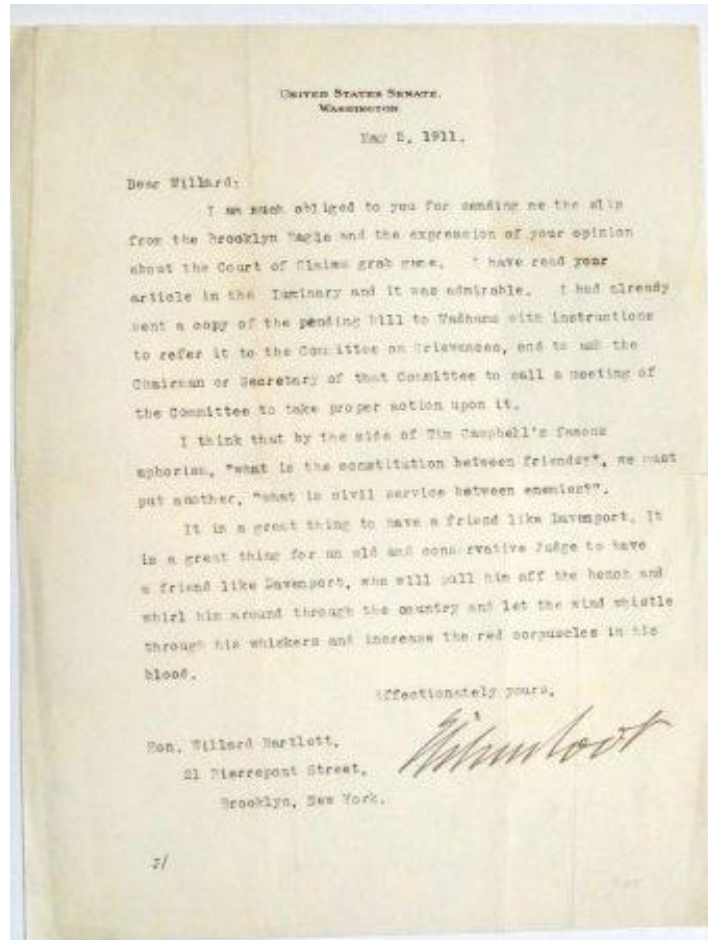 UNITED STATES SENATE.
WASHINGTON
May 2, 1911.
Dear Willard:
I am much obliged to you for sending me the slip
from the Brooklyn Eagle and the expression of your opinion
about the Court of Claims grab game. I have read your
article in the Luminary and it was admirable. I had already
sent a copy of the pending bill to Wadhams with instructions
to refer it to the Committee on Grievances, and to ask the
Chairman or Secretary of that Committee to call a meeting of
the Committee to take proper action upon it.
I think that by the side of Tim Campbell's famous
aphorism, "what is the constitution between friends?", we must
put another, "what is civil service between enemies?".
It is a great thing to have a friend like Davenport. It
is a great thing for an old and conservative Judge to have
a friend like Davenport, who will pull him off the bench and
whirl him around through the country and let the wind whistle
through his whiskers and increase the red corpuscles in his
blood.
Affectionately yours,
Elihu Root
Hon. Willard Bartlett,
21 Pierrepont Street,
Brooklyn, New York.